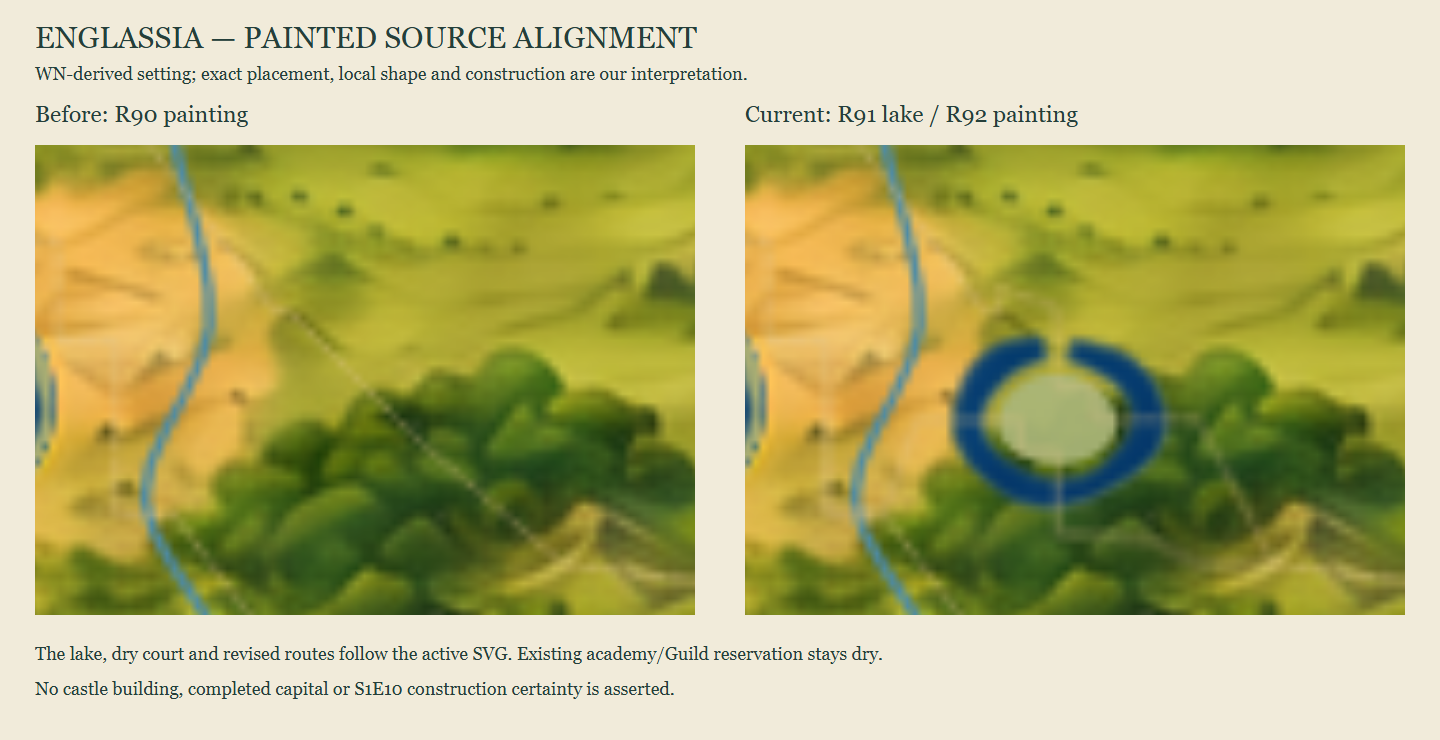 ENGLASSIA — PAINTED SOURCE ALIGNMENT
WN-derived setting; exact placement, local shape and construction are our interpretation.
Before: R90 painting
Current: R91 lake / R92 painting
The lake, dry court and revised routes follow the active SVG. Existing academy/Guild reservation stays dry.
No castle building, completed capital or S1E10 construction certainty is asserted.